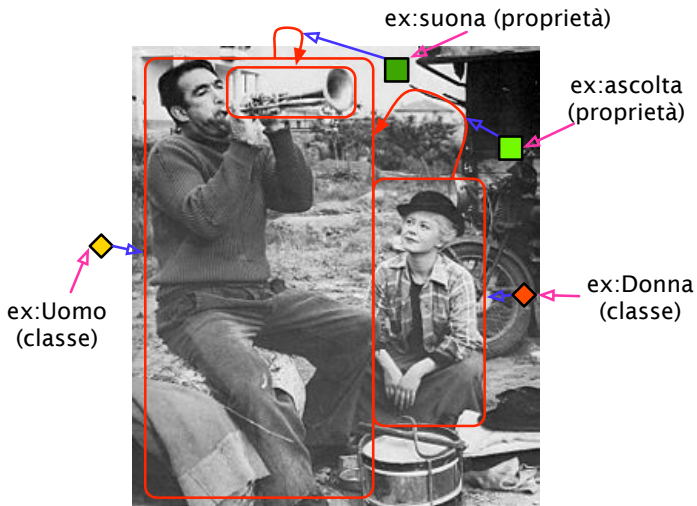 ex:suona (proprietà)
ex:ascolta
(proprietà)
ex:Uomo
(classe)
ex:Donna
(classe)